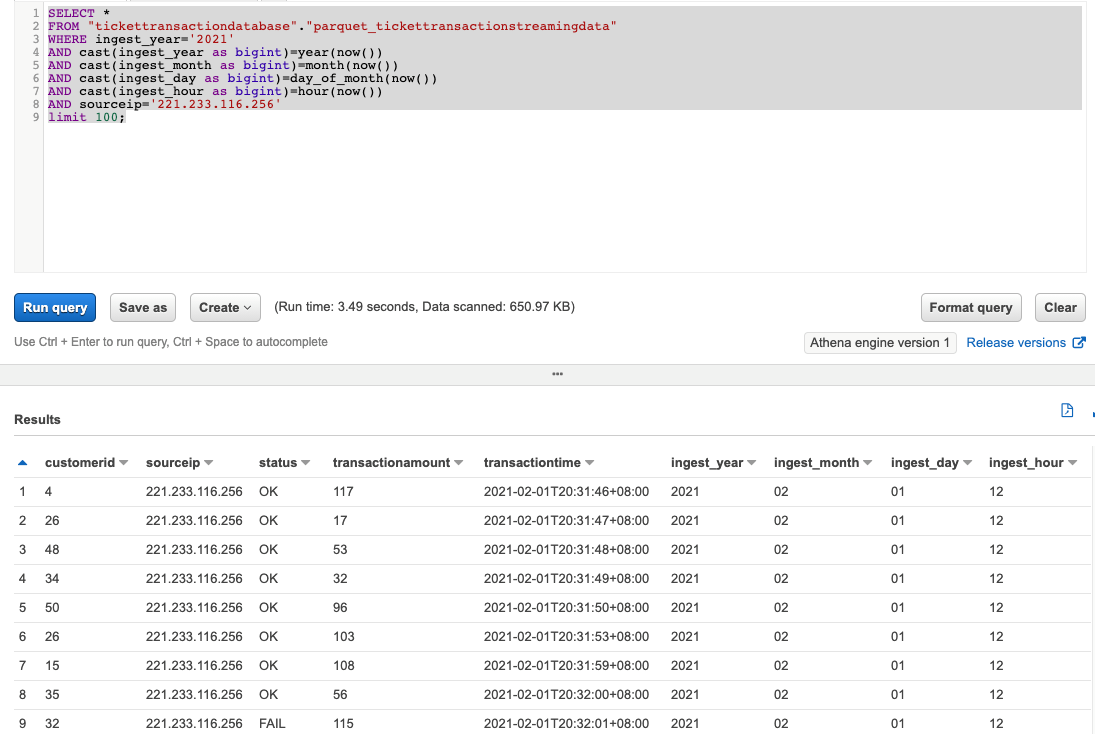 1 SELECT *
2 FROM "tickettransactiondatabase"."parquet_tickettransactionstreamingdata"
3 WHERE ingest_year='2021'
4 AND cast(ingest_year as bigint)=year(now())
5 AND cast(ingest_month as bigint)=month(now())
6 AND cast(ingest_day as bigint)=day_of_month(now())
7 AND cast(ingest_hour as bigint)=hour(now())
8 AND sourceip='221.233.116.256'
9 limit 100;
Run query Save as Create (Run time: 3.49 seconds, Data scanned: 650.97 KB) Format query Clear
Use Ctrl + Enter to run query, Ctrl + Space to autocomplete Athena engine version 1 Release versions
Results
customerid sourceip status transactionamount transactiontime ingest_year ingest_month ingest_day ingest_hour
1 4 221.233.116.256 OK 117 2021-02-01T20:31:46+08:00 2021 02 01 12
2 26 221.233.116.256 OK 17 2021-02-01T20:31:47+08:00 2021 02 01 12
3 48 221.233.116.256 OK 53 2021-02-01T20:31:48+08:00 2021 02 01 12
4 34 221.233.116.256 OK 32 2021-02-01T20:31:49+08:00 2021 02 01 12
5 50 221.233.116.256 OK 96 2021-02-01T20:31:50+08:00 2021 02 01 12
6 26 221.233.116.256 OK 103 2021-02-01T20:31:53+08:00 2021 02 01 12
7 15 221.233.116.256 OK 108 2021-02-01T20:31:59+08:00 2021 02 01 12
8 35 221.233.116.256 OK 56 2021-02-01T20:32:00+08:00 2021 02 01 12
9 32 221.233.116.256 FAIL 115 2021-02-01T20:32:01+08:00 2021 02 01 12